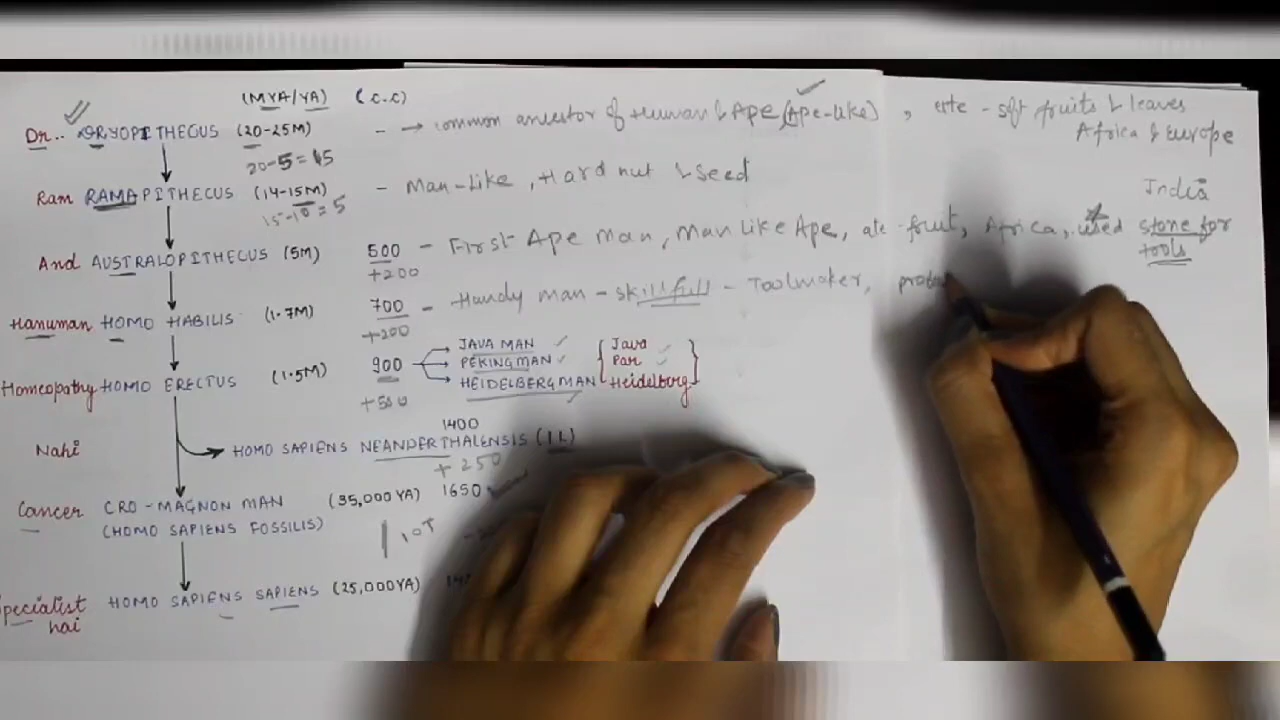 (MYA/YA) (C.C)
Dr.. DRYOPITHECUS (20-25M) - → common ancestor of Human & APE, (Ape-like) , ate - soft fruits & leaves
Africa & Europe
20-5=15
Ram RAMAPITHECUS (14-15M) - Man-Like, Hard nut & Seed
India
15-10=5
And AUSTRALOPITHECUS (5M) 500 - First Ape Man, Man Like Ape, ate-fruit, Africa, used stone for
tools
+200
Hanuman HOMO HABILIS (1.7M) 700 - Handy man - skillfull - Toolmaker,
+200
Homeopathy HOMO ERECTUS (1.5M) 900
JAVA MAN
PEKING MAN
HEIDELBERG MAN
Java
Par
Heidelberg
+500
1400
Nahi HOMO SAPIENS NEANDERTHALENSIS (1L)
+250
Cancer CRO-MAGNON MAN (35,000YA) 1650
(HOMO SAPIENS FOSSILIS)
Specialist HOMO SAPIENS SAPIENS (25,000YA)
hai